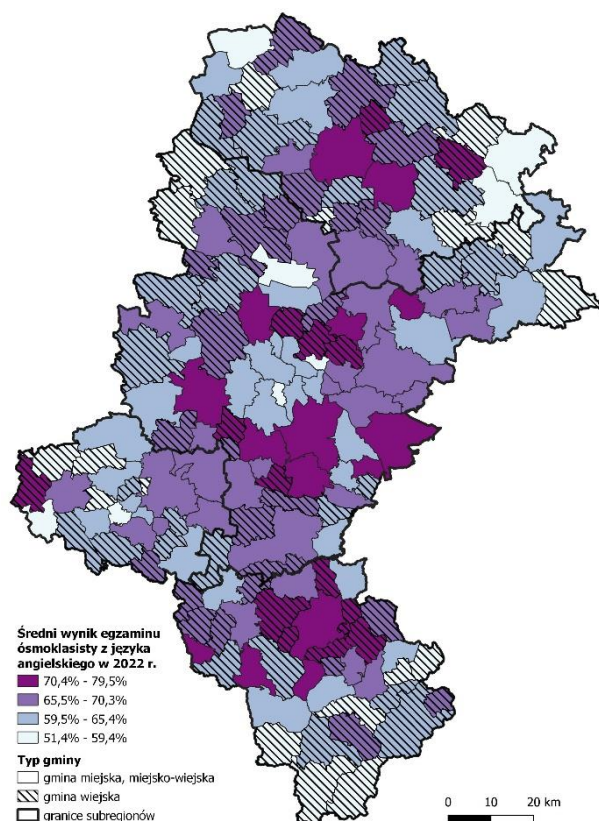 Średni wynik egzaminu
ósmoklasisty z języka
angielskiego w 2022 r.
70,4% - 79,5%
65,5% - 70,3%
59,5% - 65,4%
51,4% - 59,4%
Typ gminy
gmina miejska, miejsko-wiejska
gmina wiejska
granice subregionów
0 10 20 km